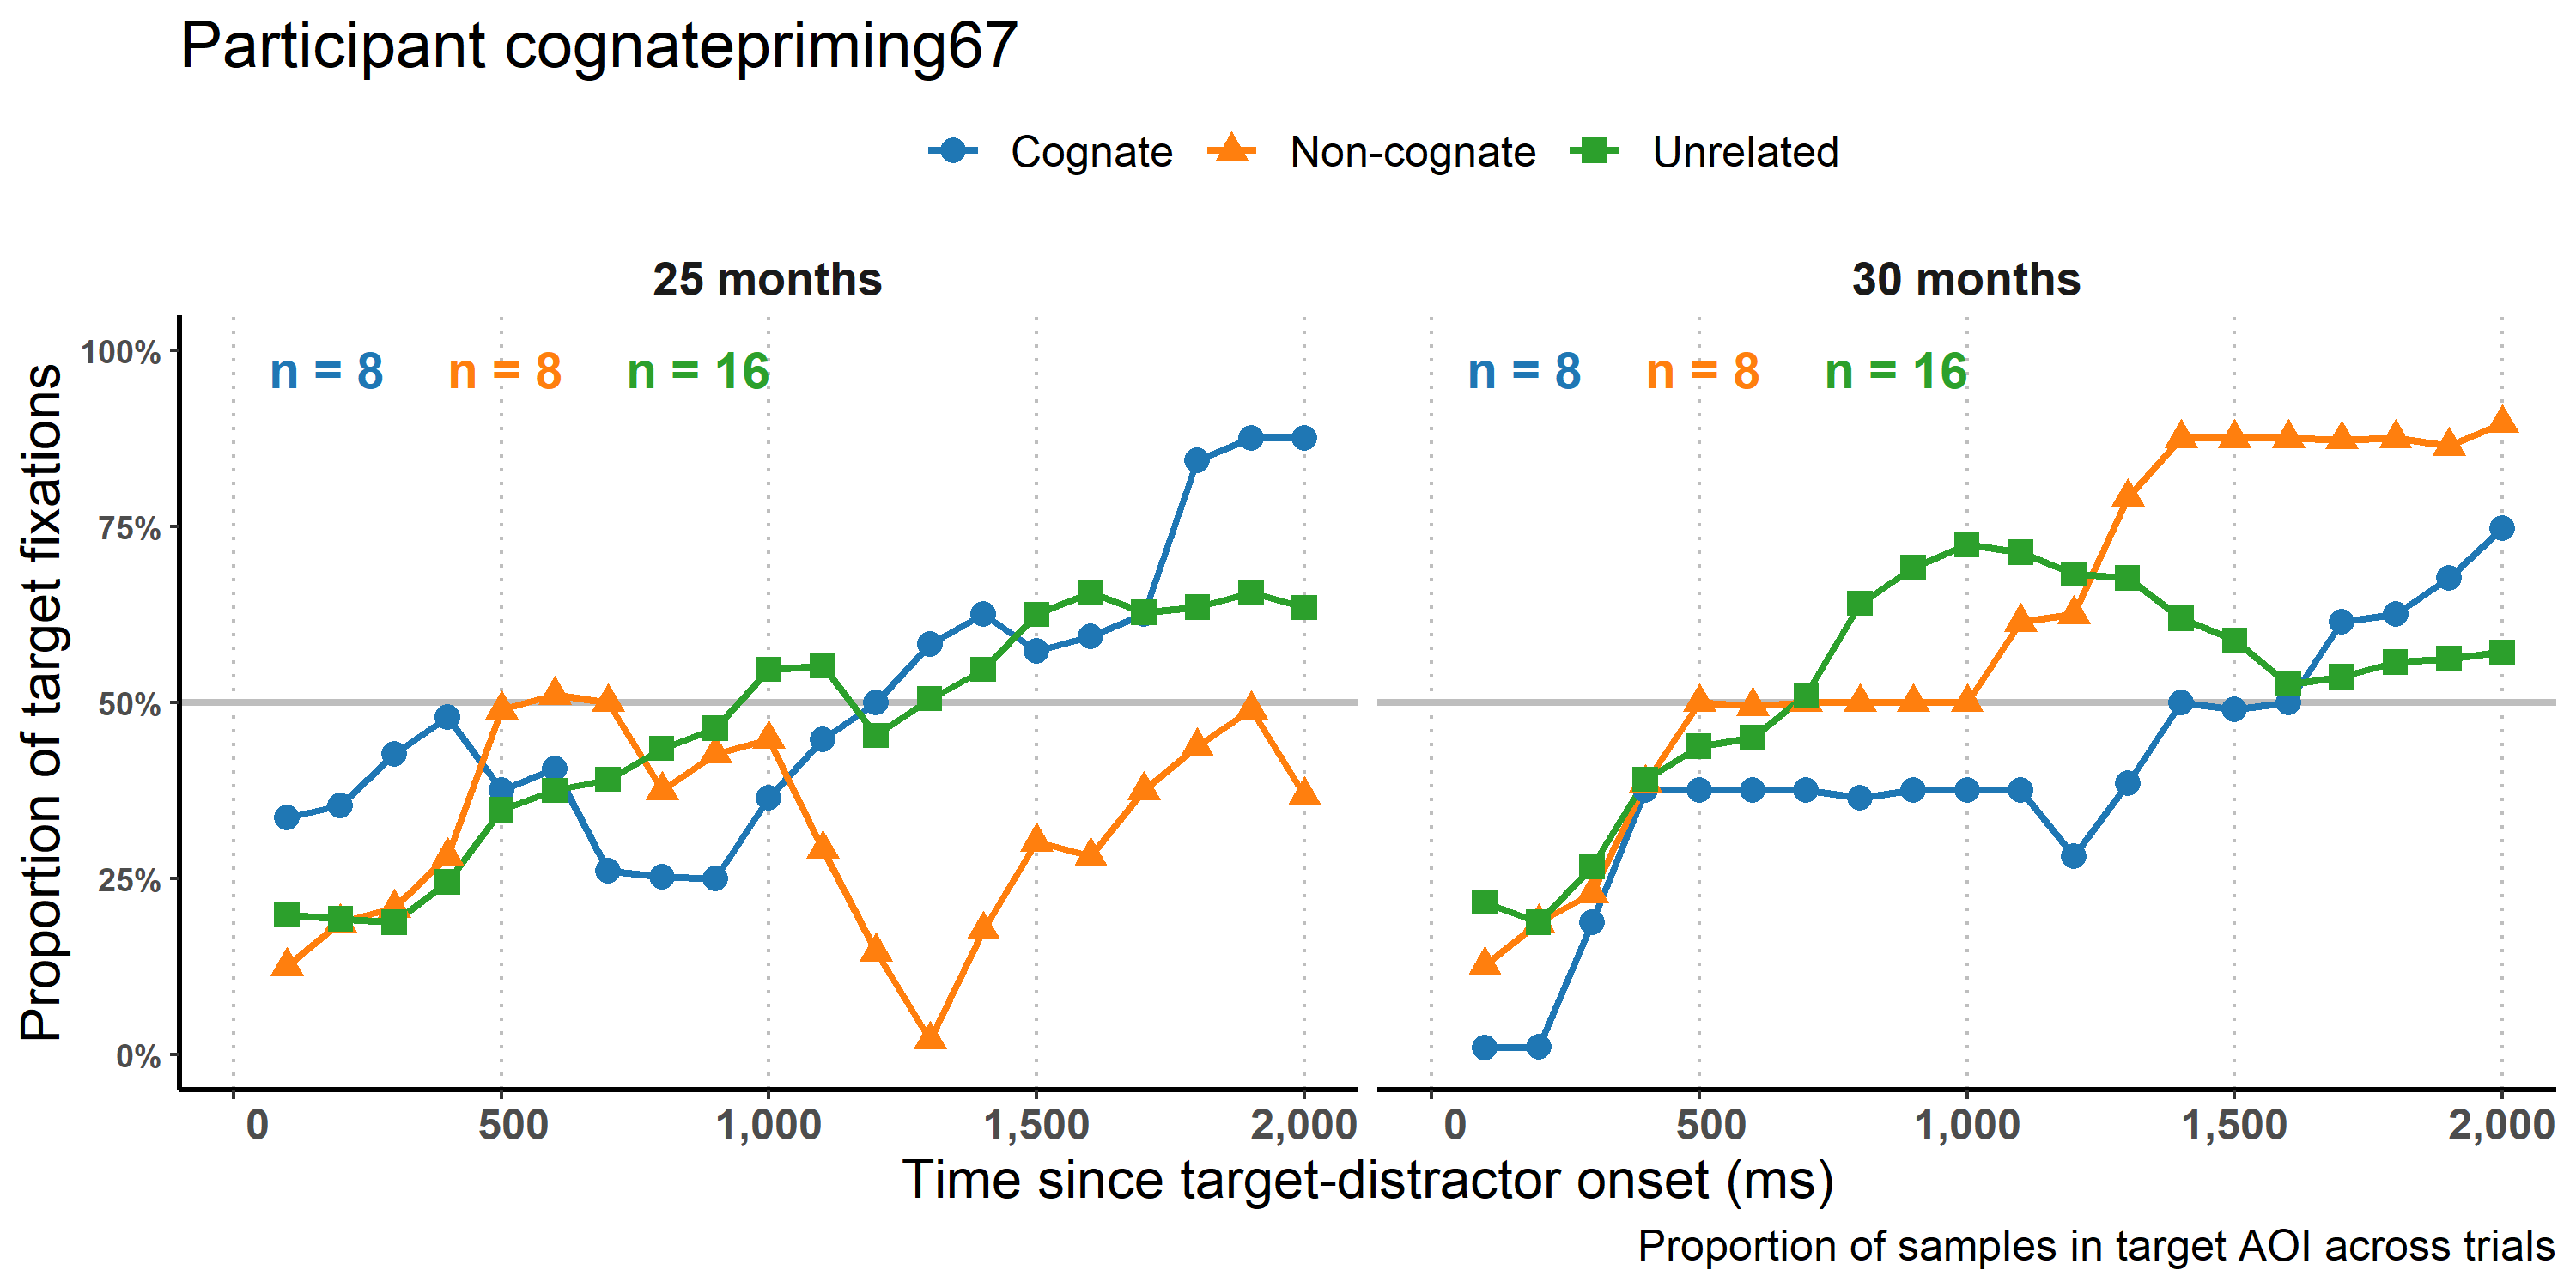 Participant cognatepriming67
Cognate Non-cognate Unrelated
25 months 30 months
n = 8 n = 8 n = 16 n = 8 n = 8 n = 16
Proportion of target fixations
100%
75%
50%
25%
0%
0 500 1,000 1,500 2,000 0 500 1,000 1,500 2,000
Time since target-distractor onset (ms)
Proportion of samples in target AOI across trials